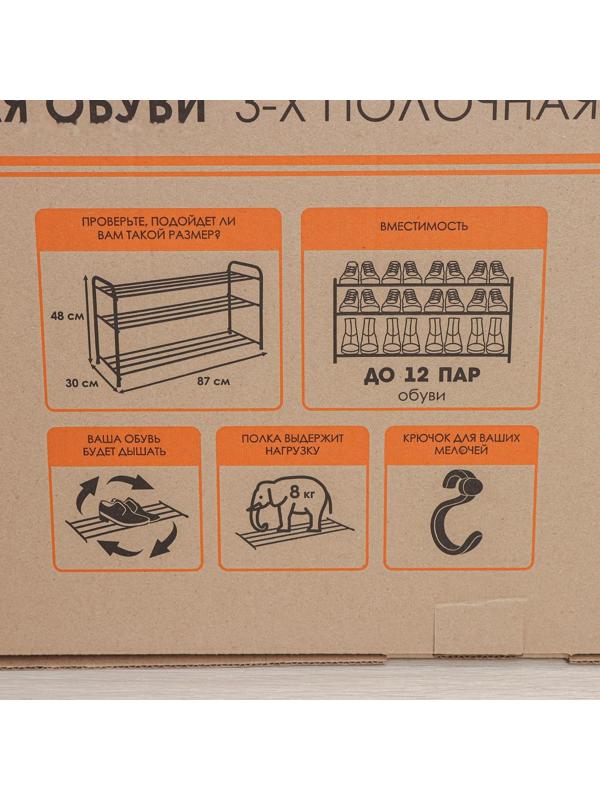 ОБУВИ 3-Х ПОЛОЧНАЯ
ПРОВЕРЬТЕ, ПОДОЙДЕТ ЛИ
ВАМ ТАКОЙ РАЗМЕР?
48 см
30 см
87 см
ВМЕСТИМОСТЬ
ДО 12 ПАР
обуви
ВАША ОБУВЬ
БУДЕТ ДЫШАТЬ
ПОЛКА ВЫДЕРЖИТ
НАГРУЗКУ
8 кг
КРЮЧОК ДЛЯ ВАШИХ
МЕЛОЧЕЙ